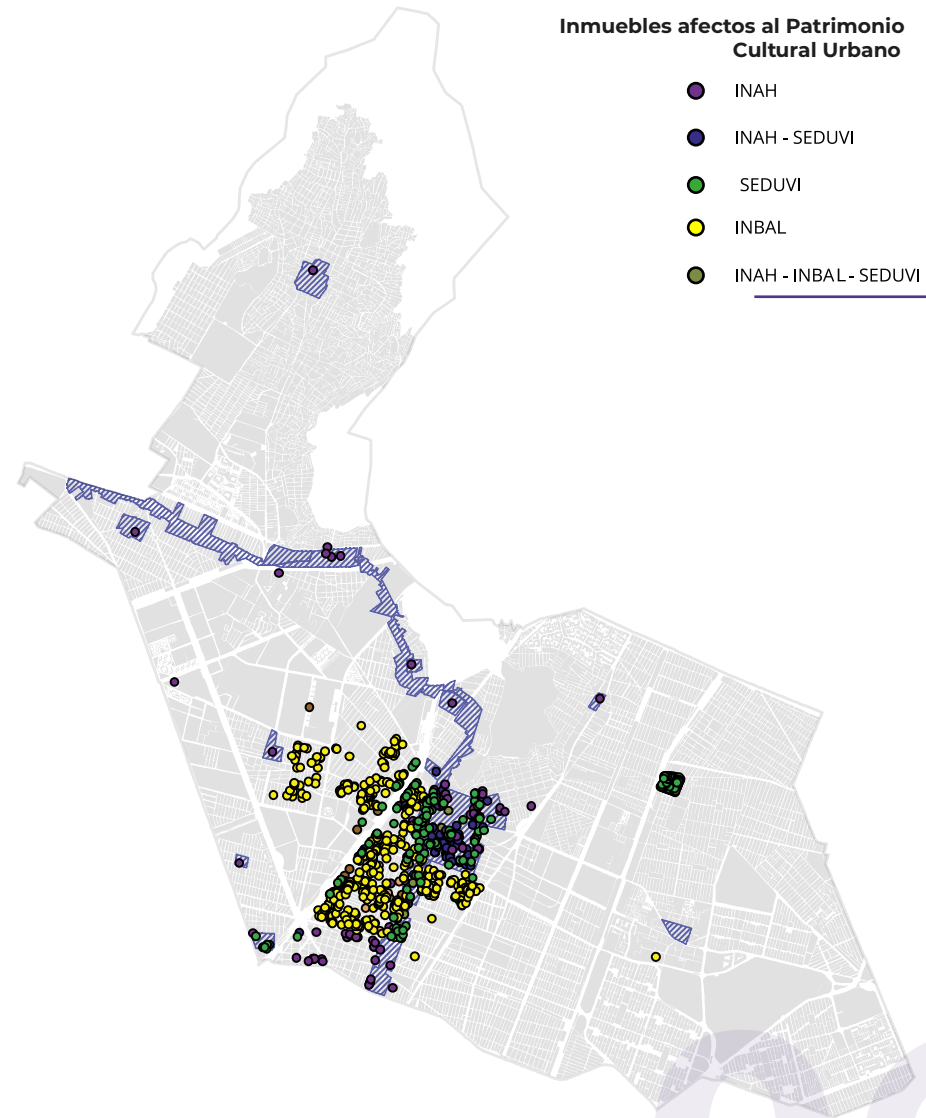 Inmuebles afectos al Patrimonio
Cultural Urbano
INAH
INAH - SEDUVI
SEDUVI
INBAL
INAH - INBAL - SEDUVI